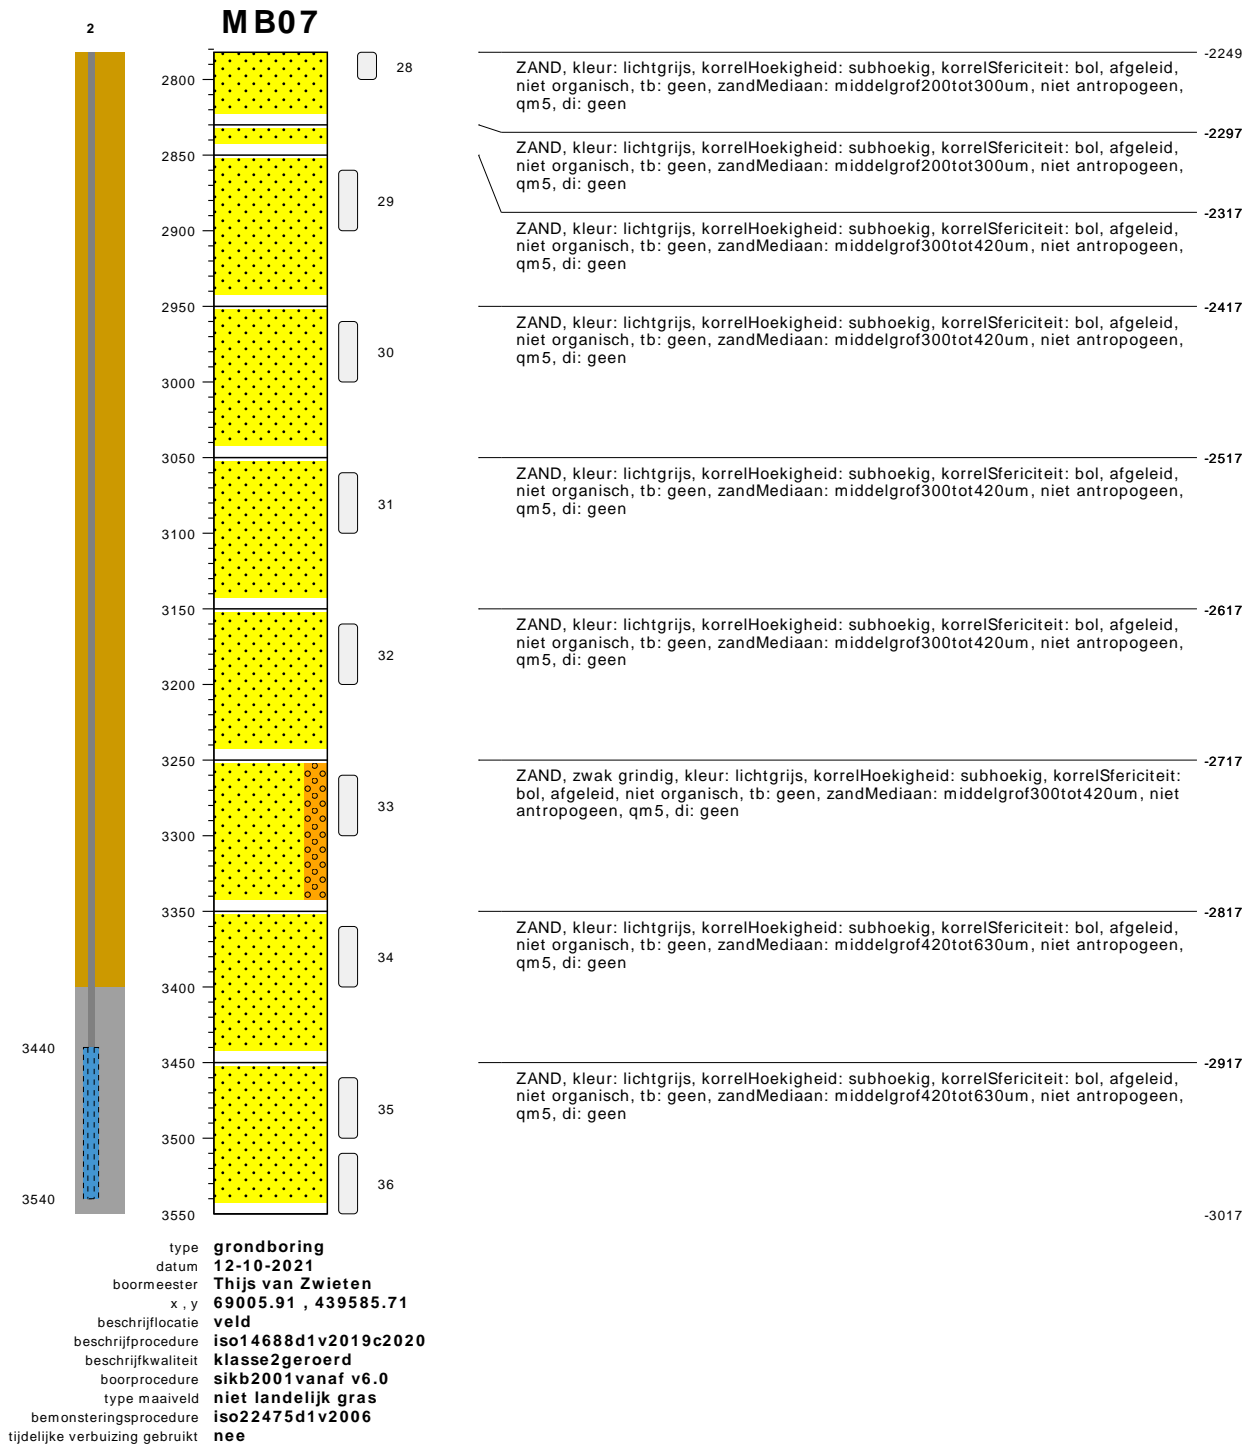 2
MB07
28
2800
2850
29
2900
2950
30
3000
3050
31
3100
3150
32
3200
3250
33
3300
3350
34
3400
3440
3450
35
3500
36
3540
3550
-2249
ZAND, kleur: lichtgrijs, korrelHoekigheid: subhoekig, korrelSfericiteit: bol, afgeleid,
niet organisch, tb: geen, zandMediaan: middelgrof200tot300um, niet antropogeen,
qm5, di: geen
-2297
ZAND, kleur: lichtgrijs, korrelHoekigheid: subhoekig, korrelSfericiteit: bol, afgeleid,
niet organisch, tb: geen, zandMediaan: middelgrof200tot300um, niet antropogeen,
qm5, di: geen
-2317
ZAND, kleur: lichtgrijs, korrelHoekigheid: subhoekig, korrelSfericiteit: bol, afgeleid,
niet organisch, tb: geen, zandMediaan: middelgrof300tot420um, niet antropogeen,
qm5, di: geen
-2417
ZAND, kleur: lichtgrijs, korrelHoekigheid: subhoekig, korrelSfericiteit: bol, afgeleid,
niet organisch, tb: geen, zandMediaan: middelgrof300tot420um, niet antropogeen,
qm5, di: geen
-2517
ZAND, kleur: lichtgrijs, korrelHoekigheid: subhoekig, korrelSfericiteit: bol, afgeleid,
niet organisch, tb: geen, zandMediaan: middelgrof300tot420um, niet antropogeen,
qm5, di: geen
-2617
ZAND, kleur: lichtgrijs, korrelHoekigheid: subhoekig, korrelSfericiteit: bol, afgeleid,
niet organisch, tb: geen, zandMediaan: middelgrof300tot420um, niet antropogeen,
qm5, di: geen
-2717
ZAND, zwak grindig, kleur: lichtgrijs, korrelHoekigheid: subhoekig, korrelSfericiteit:
bol, afgeleid, niet organisch, tb: geen, zandMediaan: middelgrof300tot420um, niet
antropogeen, qm5, di: geen
-2817
ZAND, kleur: lichtgrijs, korrelHoekigheid: subhoekig, korrelSfericiteit: bol, afgeleid,
niet organisch, tb: geen, zandMediaan: middelgrof420tot630um, niet antropogeen,
qm5, di: geen
-2917
ZAND, kleur: lichtgrijs, korrelHoekigheid: subhoekig, korrelSfericiteit: bol, afgeleid,
niet organisch, tb: geen, zandMediaan: middelgrof420tot630um, niet antropogeen,
qm5, di: geen
-3017
type grondboring
datum 12-10-2021
boormeester Thijs van Zwieten
x , y 69005.91 , 439585.71
beschrijflocatie veld
beschrijfprocedure iso14688d1v2019c2020
beschrijfkwaliteit klasse2geroerd
boorprocedure sikb2001vanaf v6.0
type maaiveld niet landelijk gras
bemonsteringsprocedure iso22475d1v2006
tijdelijke verbuizing gebruikt nee